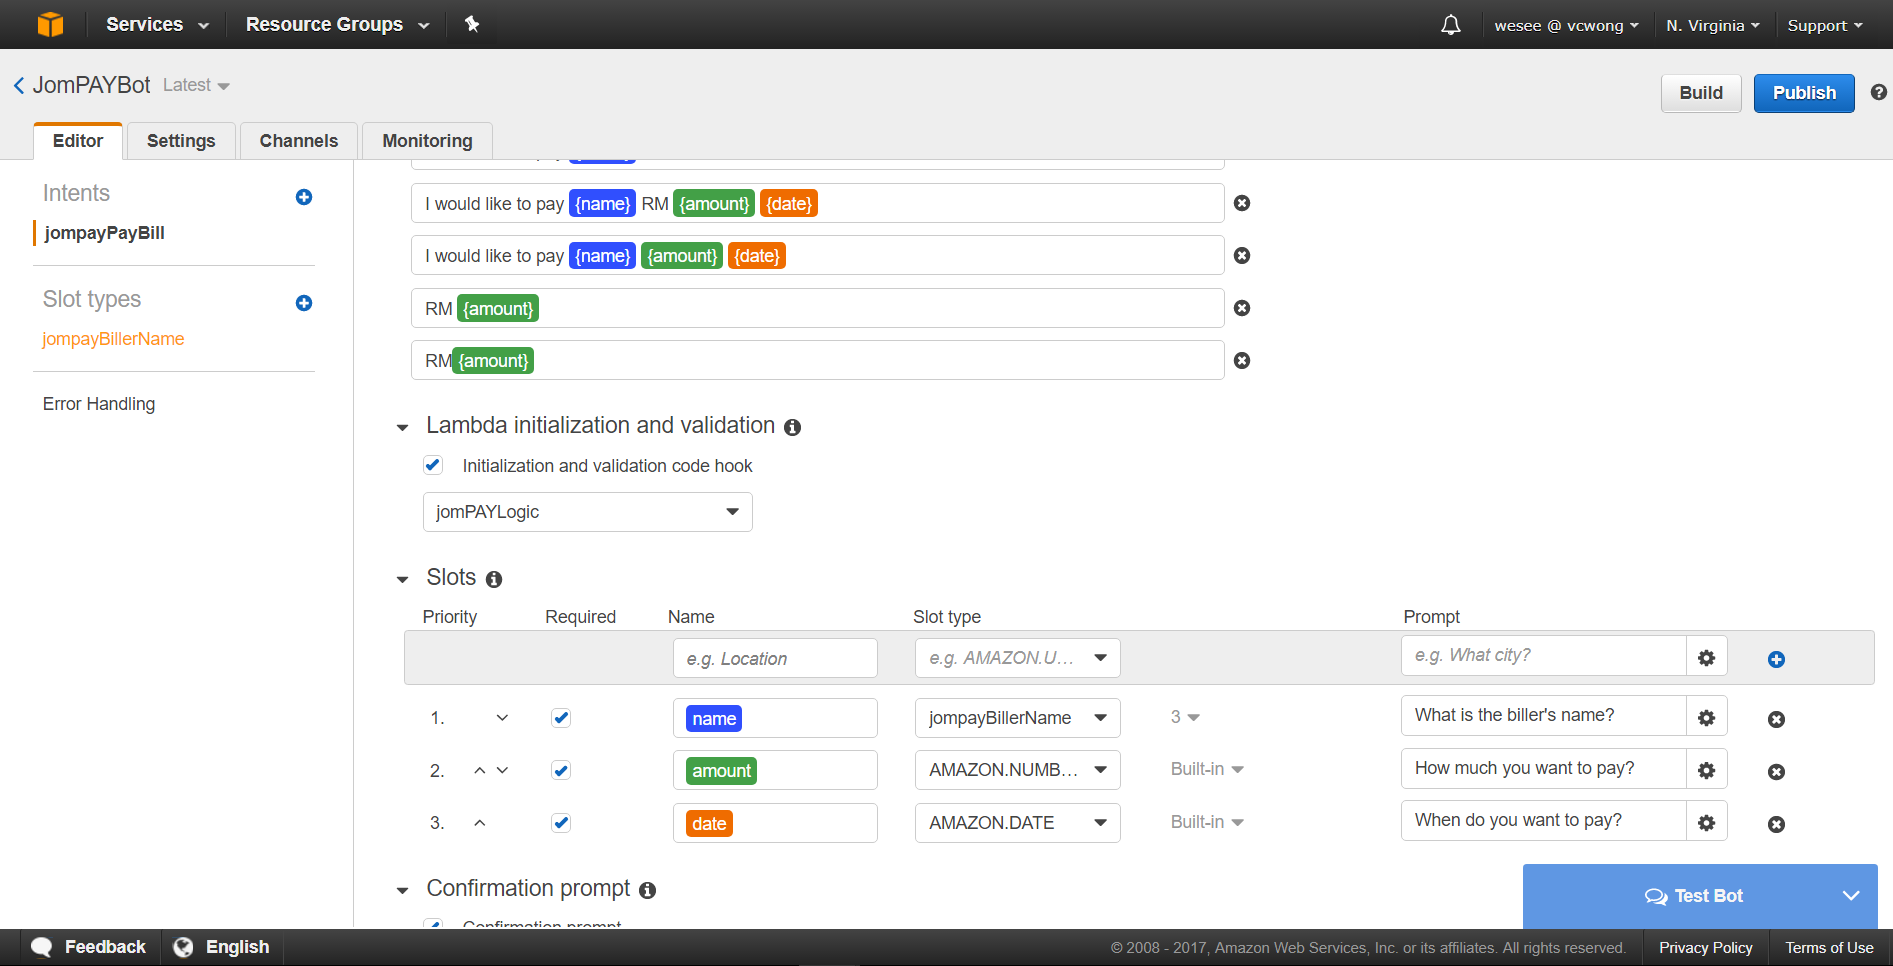 Services Resource Groups wesee @ vcwong N. Virginia Support
JomPAYBot Latest Build Publish
Editor Settings Channels Monitoring
Intents
jompayPayBill
Slot types
jompayBillerName
Error Handling
I would like to pay {name} RM {amount} {date}
I would like to pay {name} {amount} {date}
RM {amount}
RM{amount}
Lambda initialization and validation
Initialization and validation code hook
jomPAYLogic
Slots
Priority Required Name Slot type Prompt
e.g. Location e.g. AMAZON.U... e.g. What city?
1. name jompayBillerName 3 What is the biller's name?
2. amount AMAZON.NUMB... Built-in How much you want to pay?
3. date AMAZON.DATE Built-in When do you want to pay?
Confirmation prompt
Confirmation prompt
Test Bot
Feedback English © 2008 - 2017, Amazon Web Services, Inc. or its affiliates. All rights reserved. Privacy Policy Terms of Use